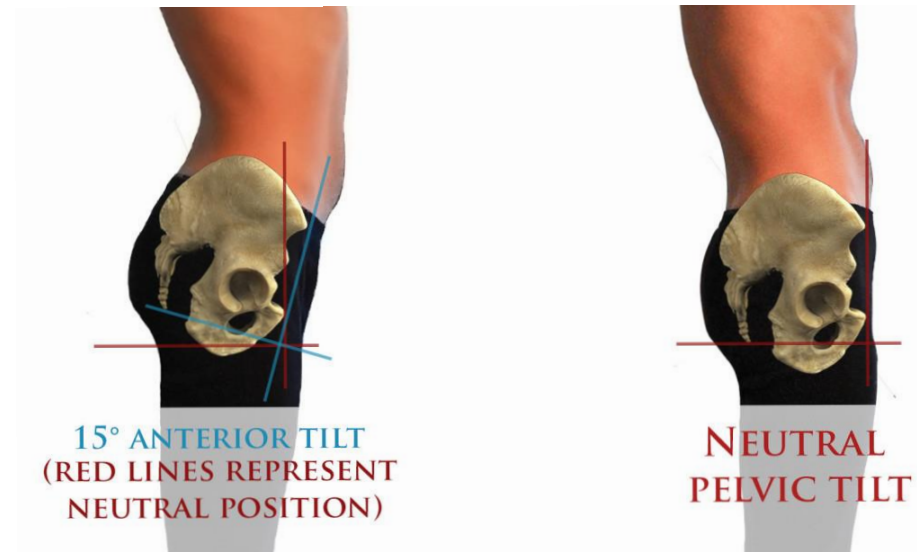 15° ANTERIOR TILT
(RED LINES REPRESENT
NEUTRAL POSITION)
NEUTRAL
PELVIC TILT